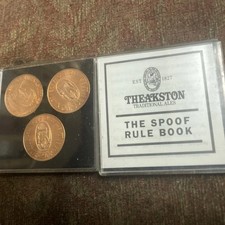 EST 1827
THEAKSTON
TRADITIONAL ALES
THE SPOOF
RULE BOOK